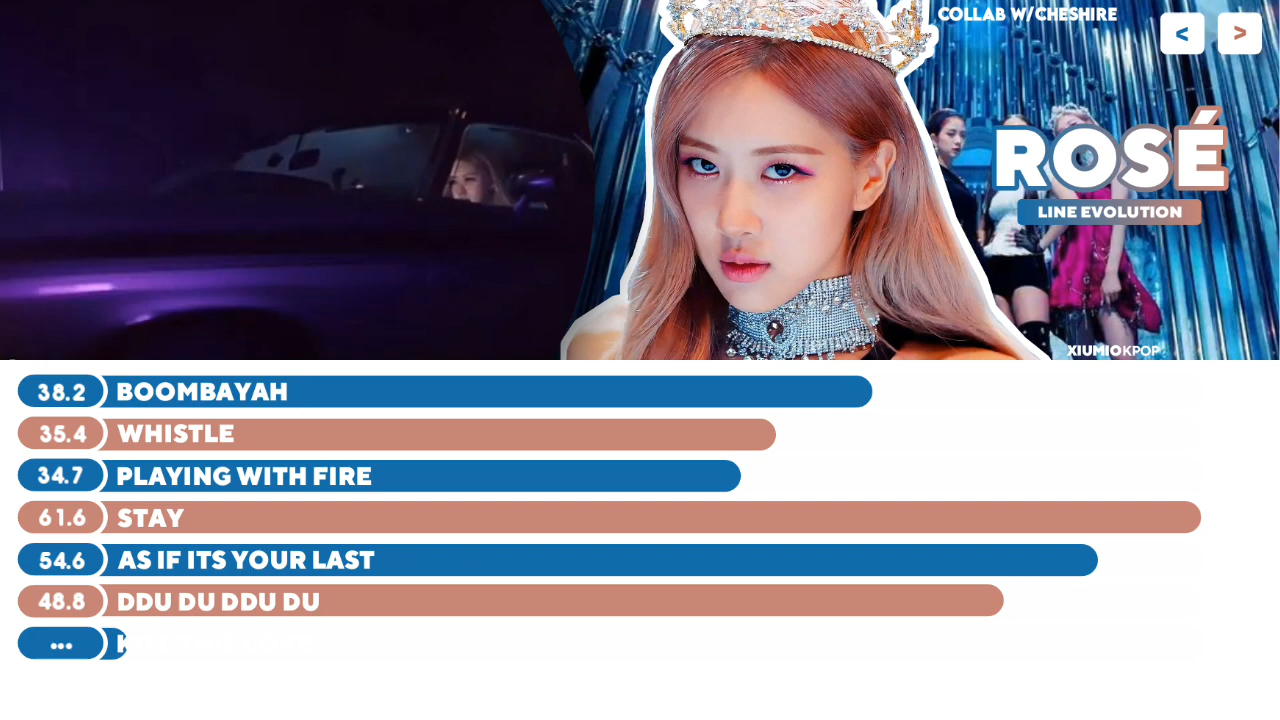 COLLAB W/CHESHIRE
< >
ROSÉ
LINE EVOLUTION
XIUMIOKPOP
38.2 BOOMBAYAH
35.4 WHISTLE
34.7 PLAYING WITH FIRE
61.6 STAY
54.6 AS IF ITS YOUR LAST
48.8 DDU DU DDU DU
... K